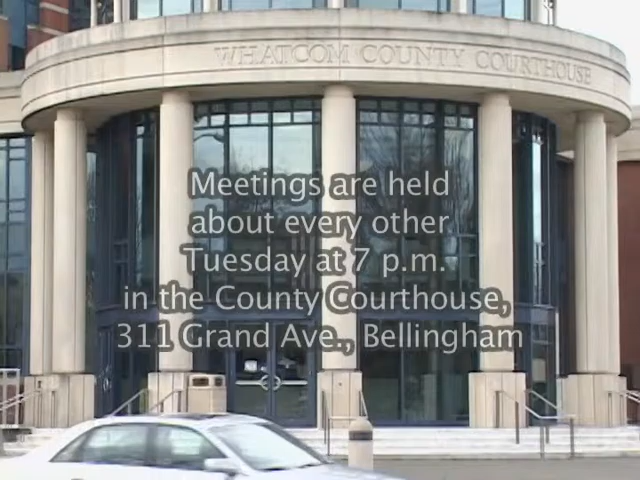 WHATCOM COUNTY COURTHOUSE
Meetings are held
about every other
Tuesday at 7 p.m.
in the County Courthouse,
311 Grand Ave., Bellingham